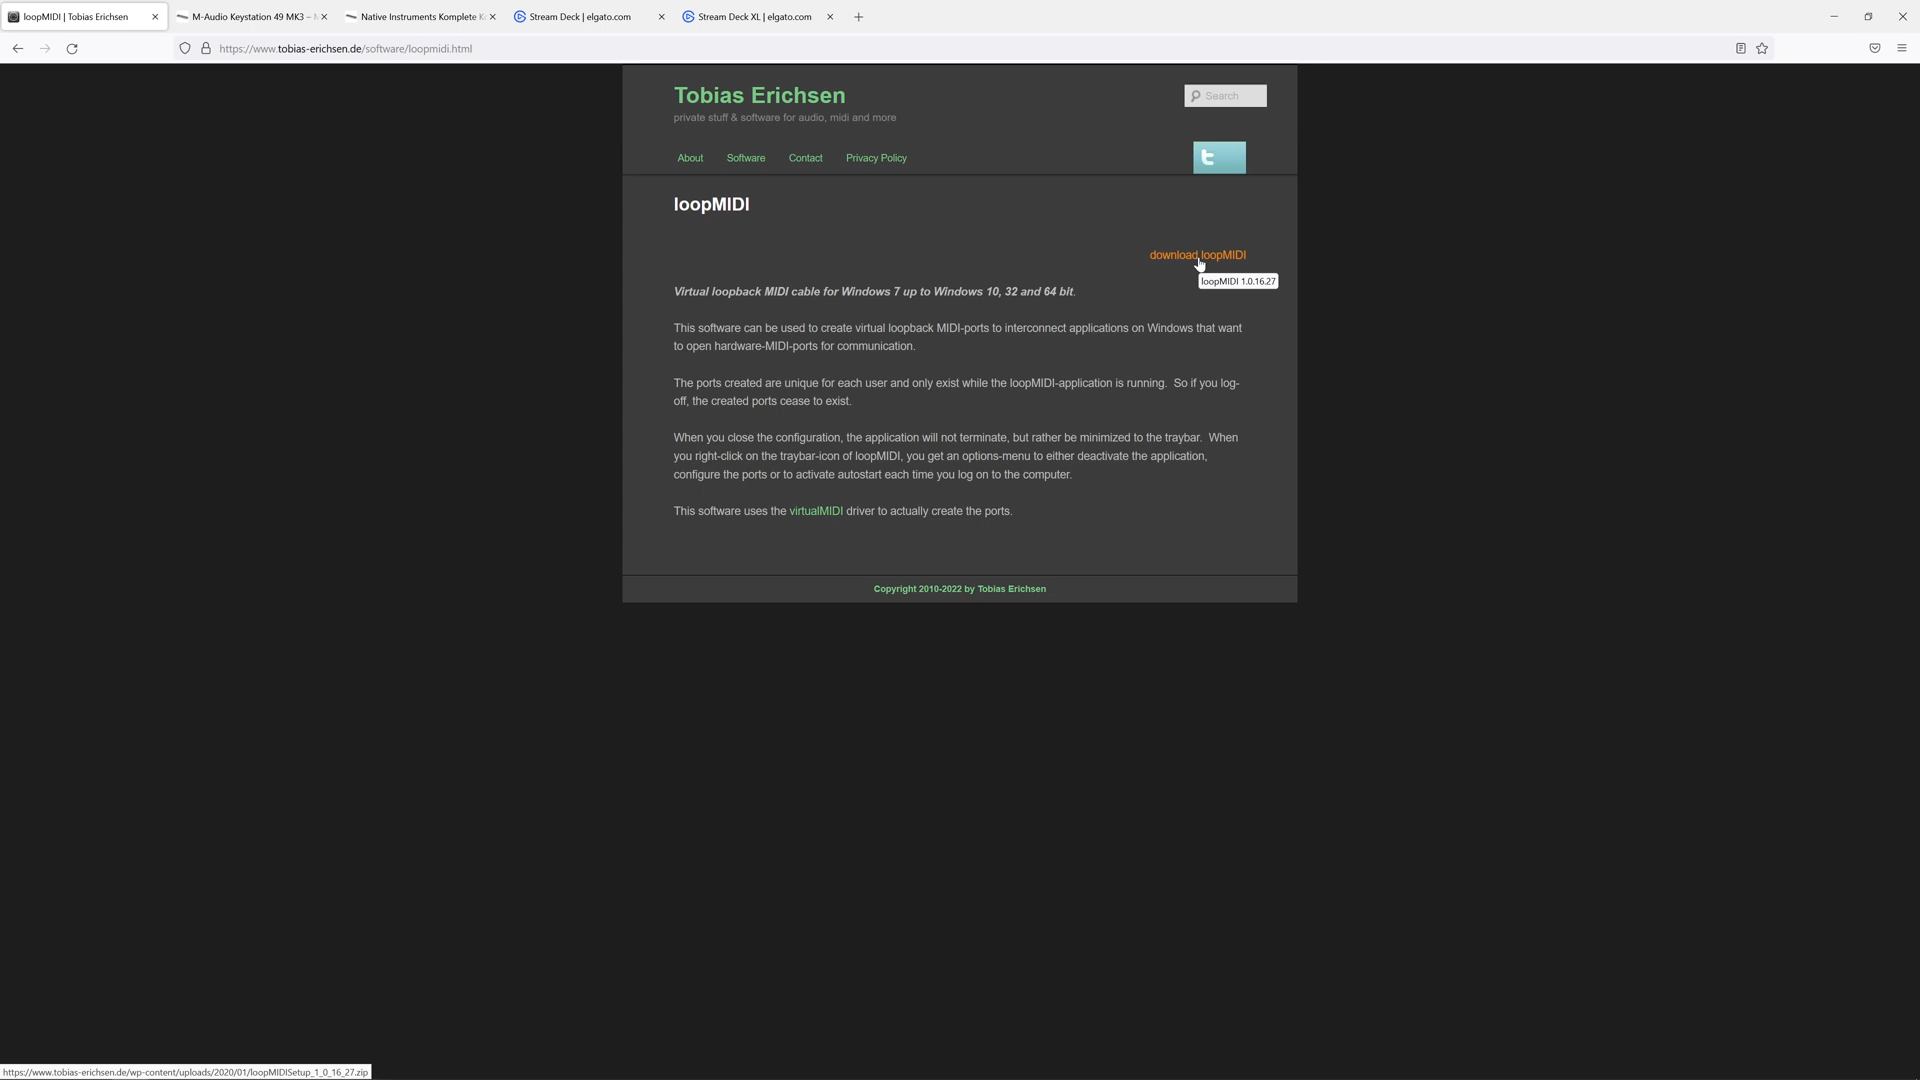 loopMIDI | Tobias Erichsen
M-Audio Keystation 49 MK3 –
Native Instruments Komplete
Stream Deck | elgato.com
Stream Deck XL | elgato.com
https://www.tobias-erichsen.de/software/loopmidi.html
Tobias Erichsen
Search
private stuff & software for audio, midi and more
About
Software
Contact
Privacy Policy
loopMIDI
download loopMIDI
loopMIDI 1.0.16.27
Virtual loopback MIDI cable for Windows 7 up to Windows 10, 32 and 64 bit.
This software can be used to create virtual loopback MIDI-ports to interconnect applications on Windows that want
to open hardware-MIDI-ports for communication.
The ports created are unique for each user and only exist while the loopMIDI-application is running.  So if you log-
off, the created ports cease to exist.
When you close the configuration, the application will not terminate, but rather be minimized to the traybar.  When
you right-click on the traybar-icon of loopMIDI, you get an options-menu to either deactivate the application,
configure the ports or to activate autostart each time you log on to the computer.
This software uses the virtualMIDI driver to actually create the ports.
Copyright 2010-2022 by Tobias Erichsen
https://www.tobias-erichsen.de/wp-content/uploads/2020/01/loopMIDISetup_1_0_16_27.zip